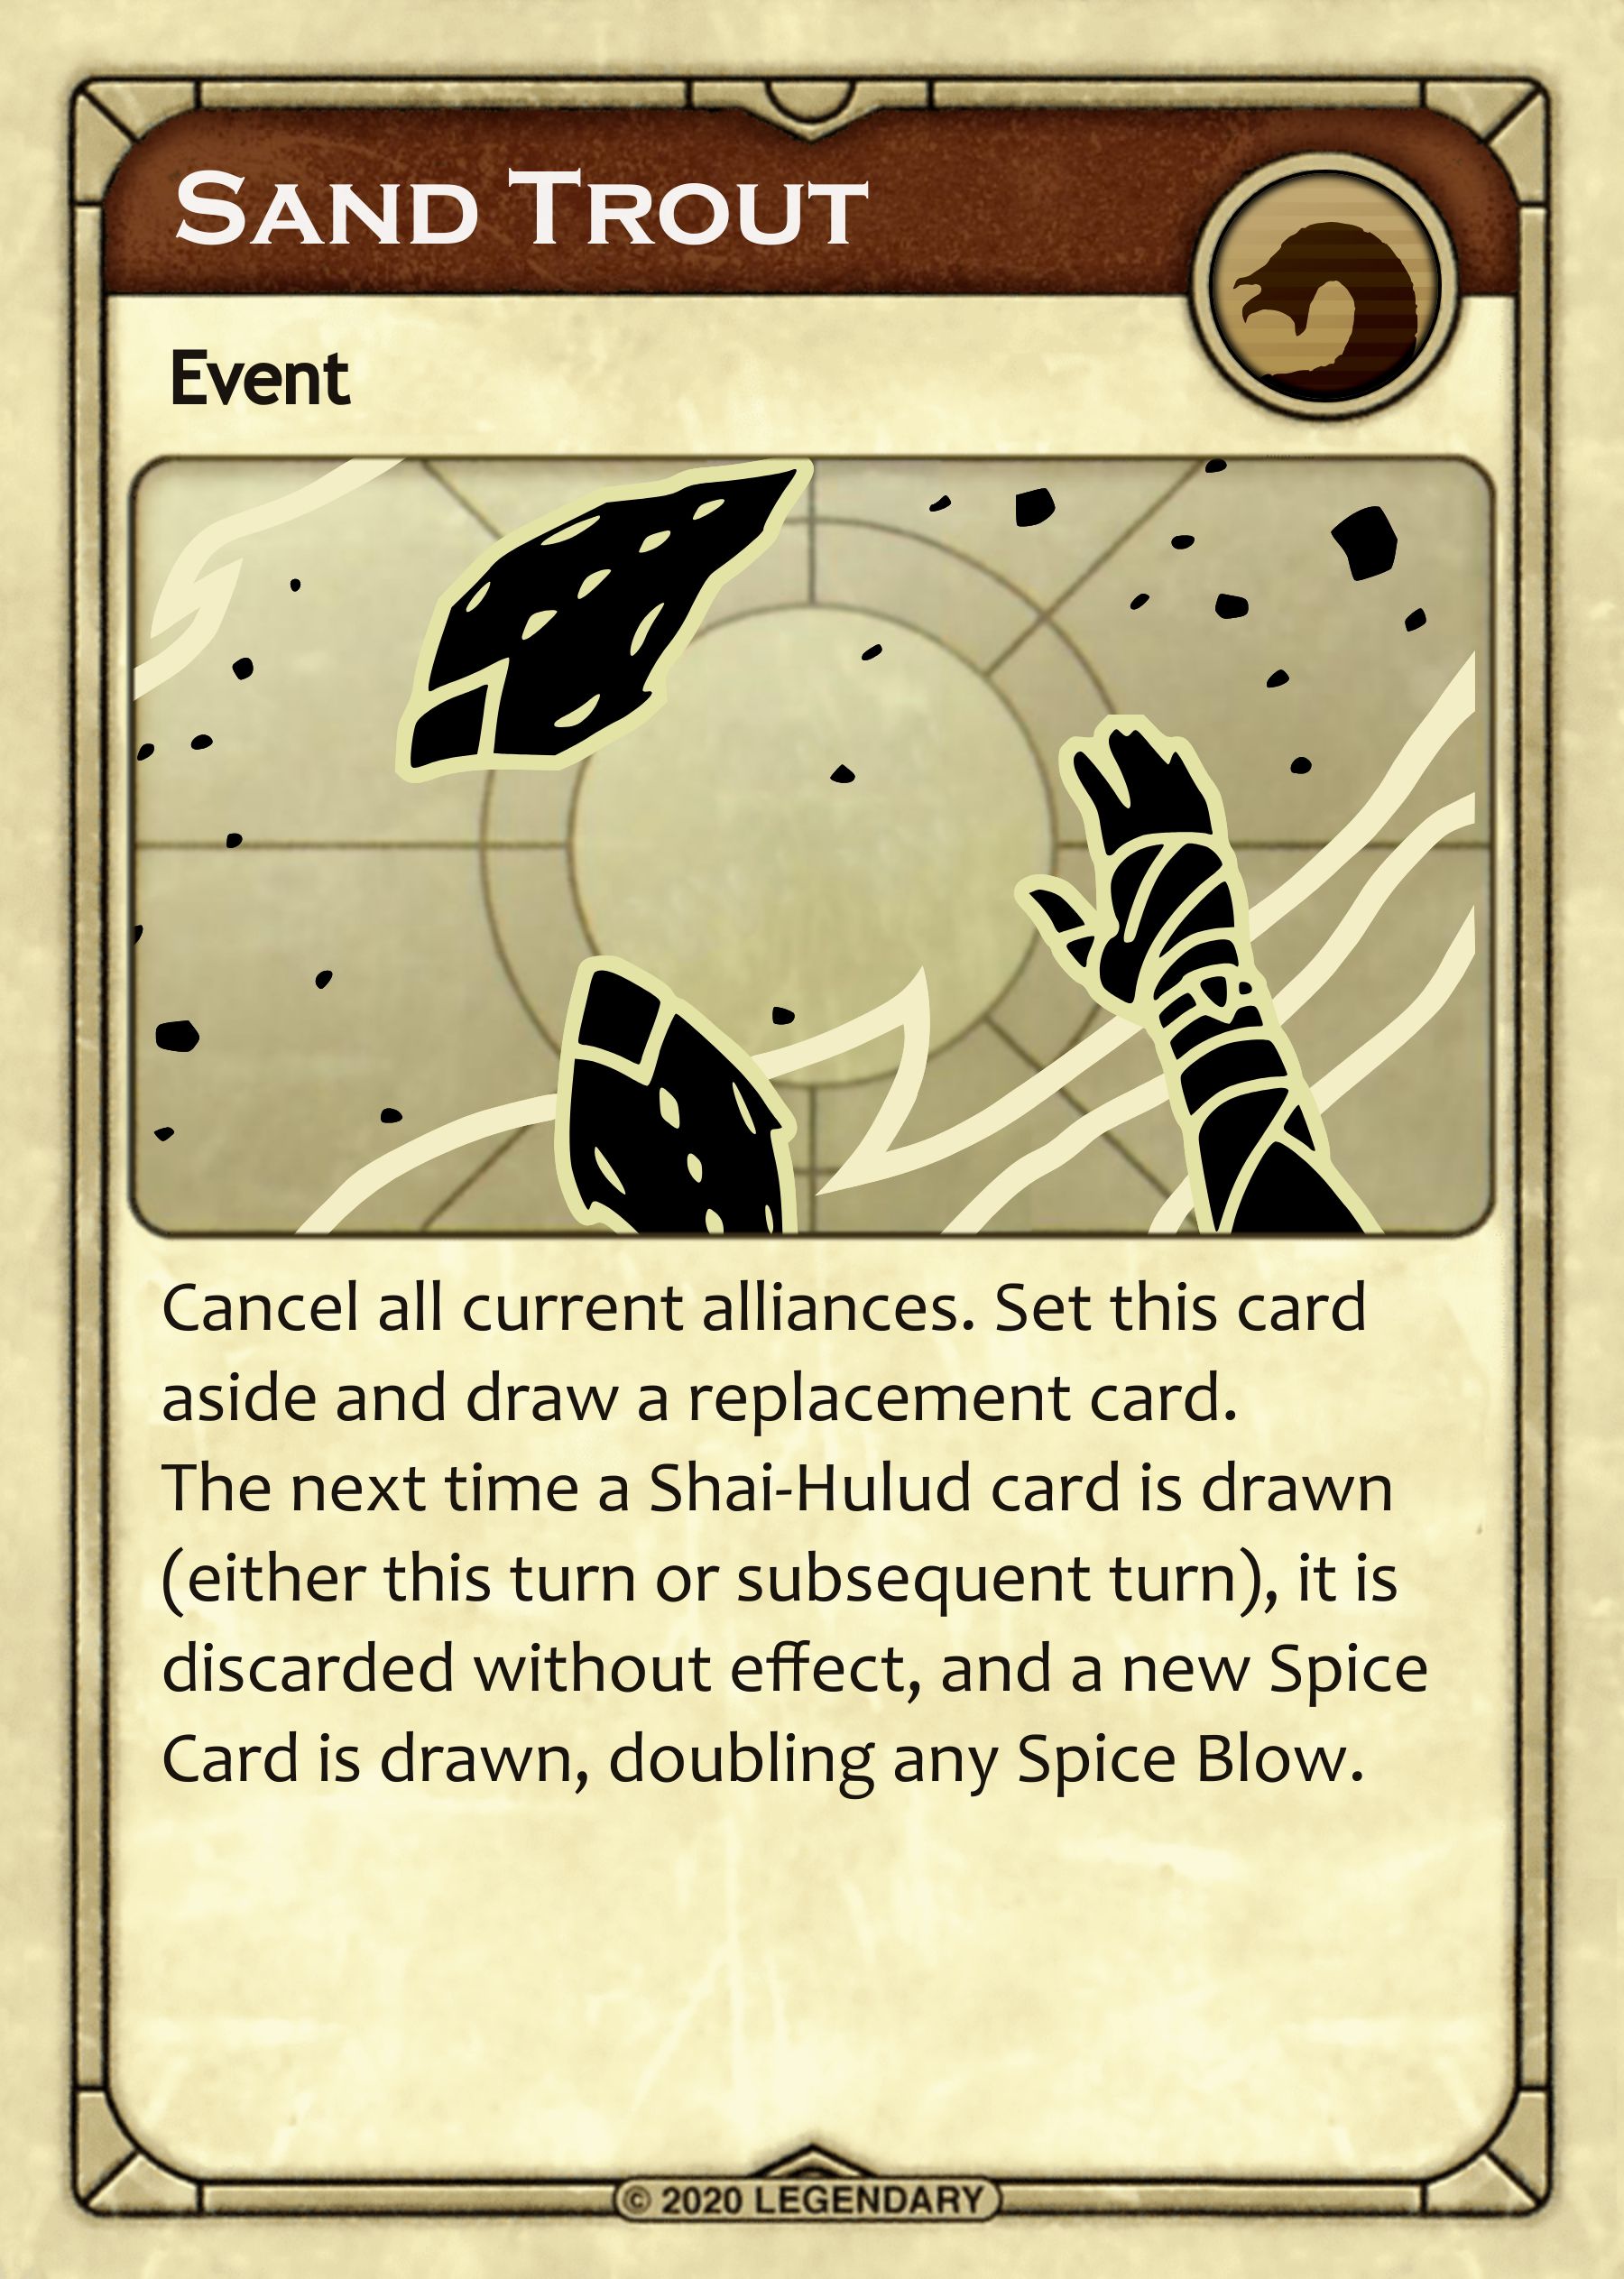 Sand Trout
Event
Cancel all current alliances. Set this card
aside and draw a replacement card.
The next time a Shai-Hulud card is drawn
(either this turn or subsequent turn), it is
discarded without effect, and a new Spice
Card is drawn, doubling any Spice Blow.
© 2020 LEGENDARY